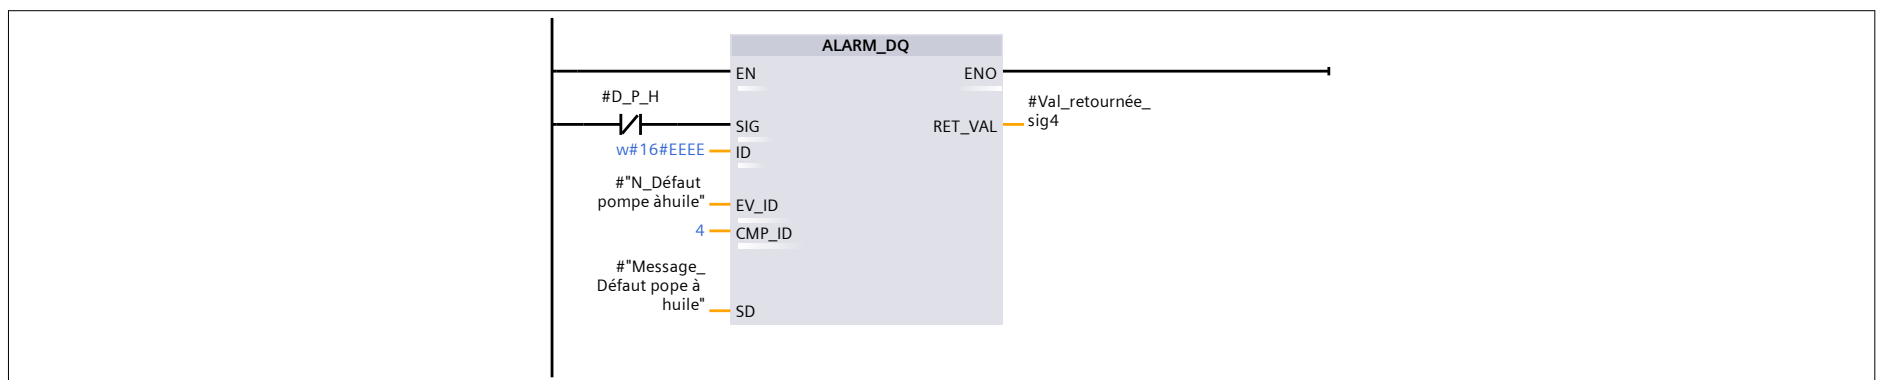 ALARM_DQ
EN
ENO
#D_P_H
#Val_retournée_
sig4
SIG
RET_VAL
w#16#EEEE
ID
#"N_Défaut
pompe àhuile"
EV_ID
4
CMP_ID
#"Message_
Défaut pope à
huile"
SD